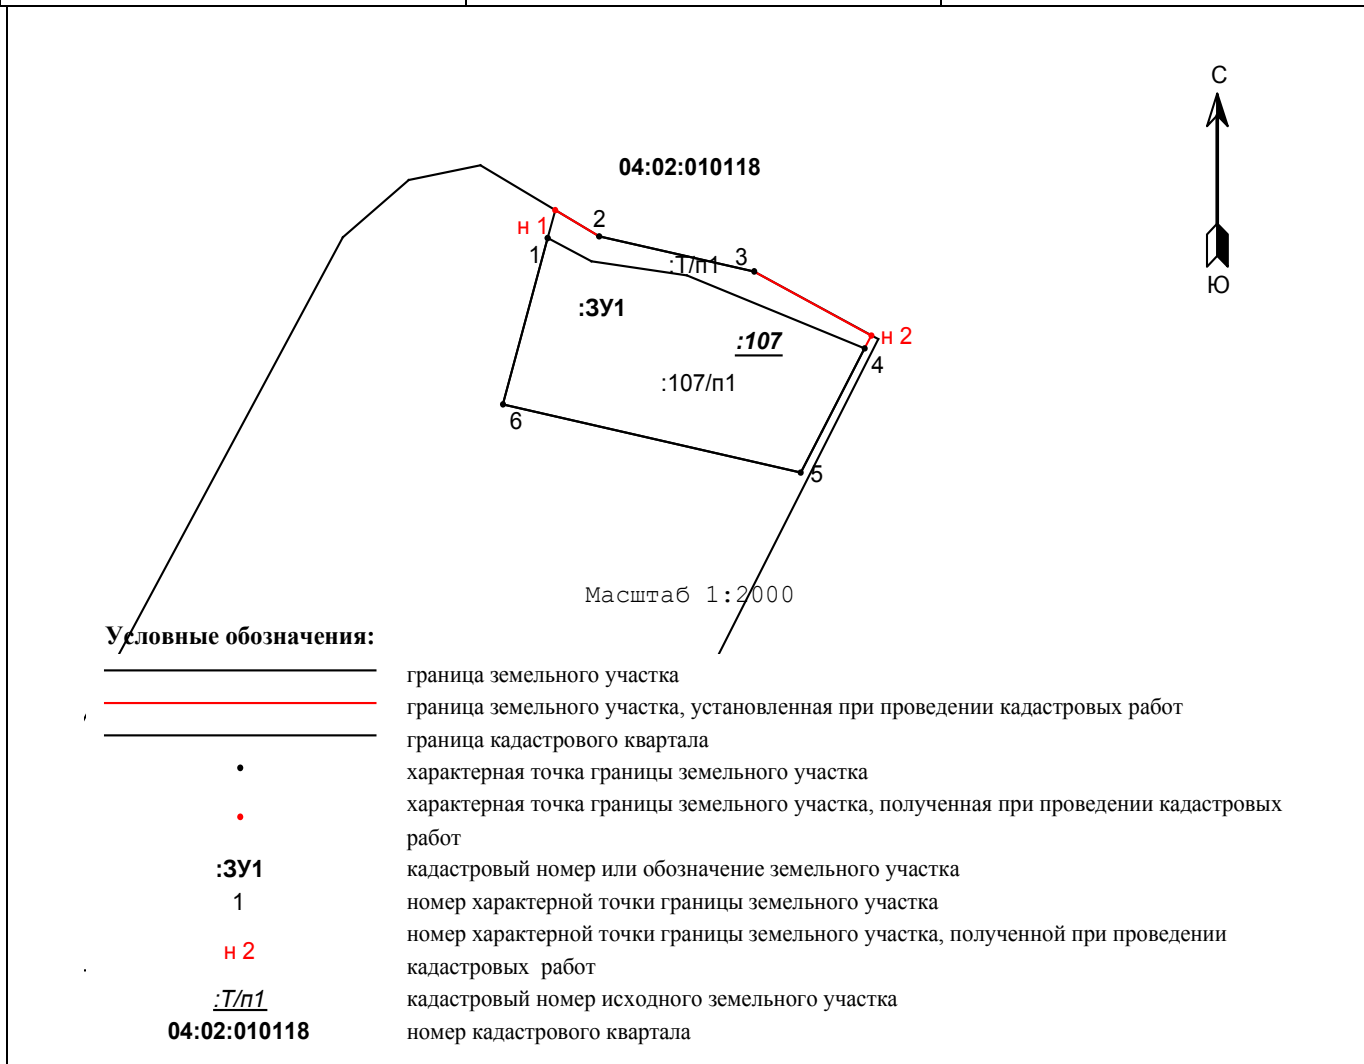 С
04:02:010118
н 1
2
1
3
:Т/п1
:ЗУ1
:107
н 2
4
:107/п1
6
5
Ю
Масштаб 1:2000
Условные обозначения:
граница земельного участка
граница земельного участка, установленная при проведении кадастровых работ
граница кадастрового квартала
характерная точка границы земельного участка
характерная точка границы земельного участка, полученная при проведении кадастровых
работ
:ЗУ1 кадастровый номер или обозначение земельного участка
1 номер характерной точки границы земельного участка
н 2 номер характерной точки границы земельного участка, полученной при проведении
кадастровых работ
:Т/п1 кадастровый номер исходного земельного участка
04:02:010118 номер кадастрового квартала